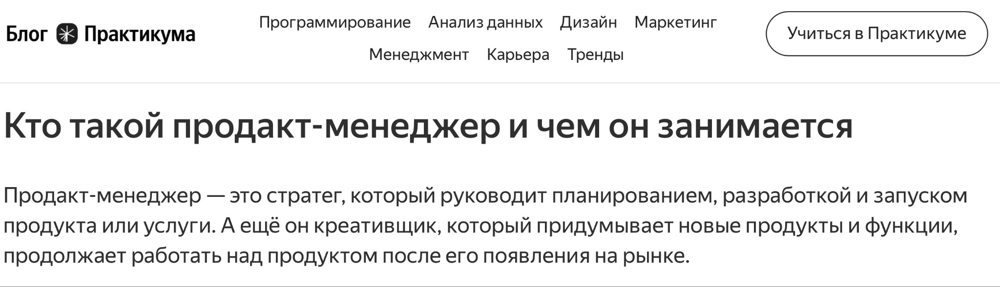 Блог Практикума
Программирование Анализ данных Дизайн Маркетинг
Менеджмент Карьера Тренды
Учиться в Практикуме
Кто такой продакт-менеджер и чем он занимается
Продакт-менеджер — это стратег, который руководит планированием, разработкой и запуском
продукта или услуги. А ещё он креативщик, который придумывает новые продукты и функции,
продолжает работать над продуктом после его появления на рынке.